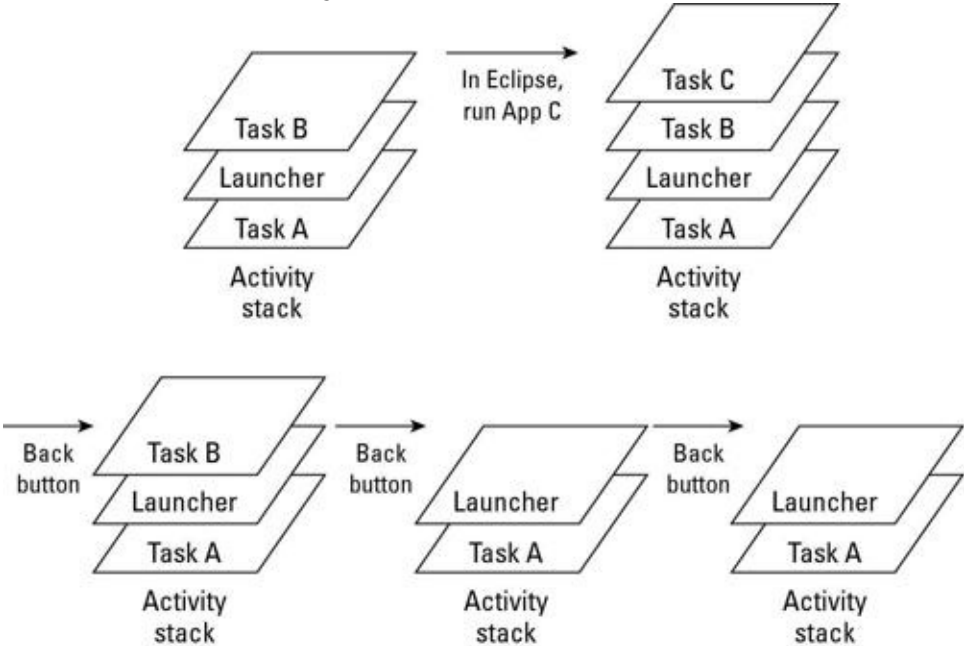 Task B
Launcher
Task A
Activity
stack
In Eclipse,
run App C
Task C
Task B
Launcher
Task A
Activity
stack
Back
button
Task B
Launcher
Task A
Activity
stack
Back
button
Launcher
Task A
Activity
stack
Back
button
Launcher
Task A
Activity
stack